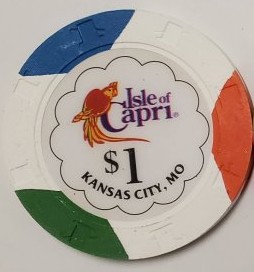 Isle of
Capri®
$1
KANSAS CITY, MO